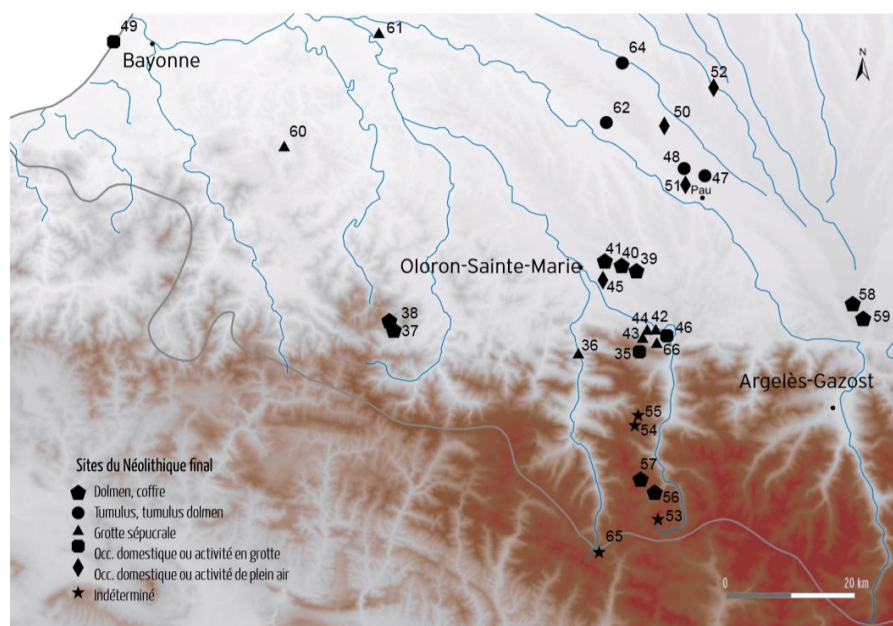 49
Bayonne
61
64
52
N
60
62
50
48
47
51
Pau
41 40 39
Oloron-Sainte-Marie
45
58
59
38
37
44 42
46
43
36
35
66
Argelès-Gazost
55
54
57
56
53
65
Sites du Néolithique final
Dolmen, coffre
Tumulus, tumulus dolmen
Grotte sépucrale
Occ. domestique ou activité en grotte
Occ. domestique ou activité de plein air
Indéterminé
0 20 km